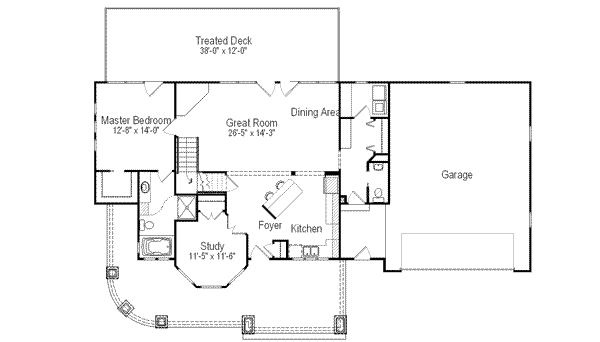 Treated Deck
38'-0" x 12'-0"
Dining Area
Master Bedroom
12'-8" x 14'-0"
Great Room
26'-5" x 14'-3"
Garage
Foyer
Kitchen
Study
11'-5" x 11'-6"